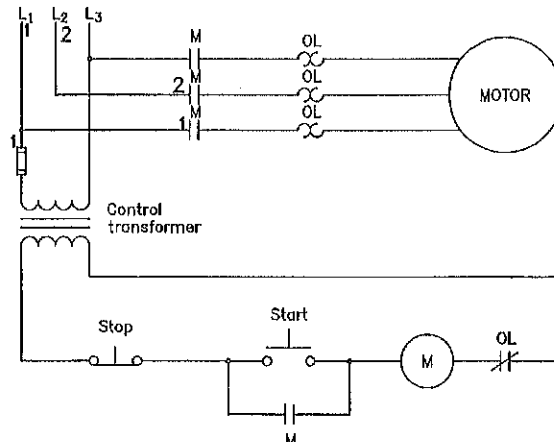 L1 L2 L3
1 2
M OL
M OL
2
M OL
1
MOTOR
1
Control
transformer
Stop
Start
M
OL
M